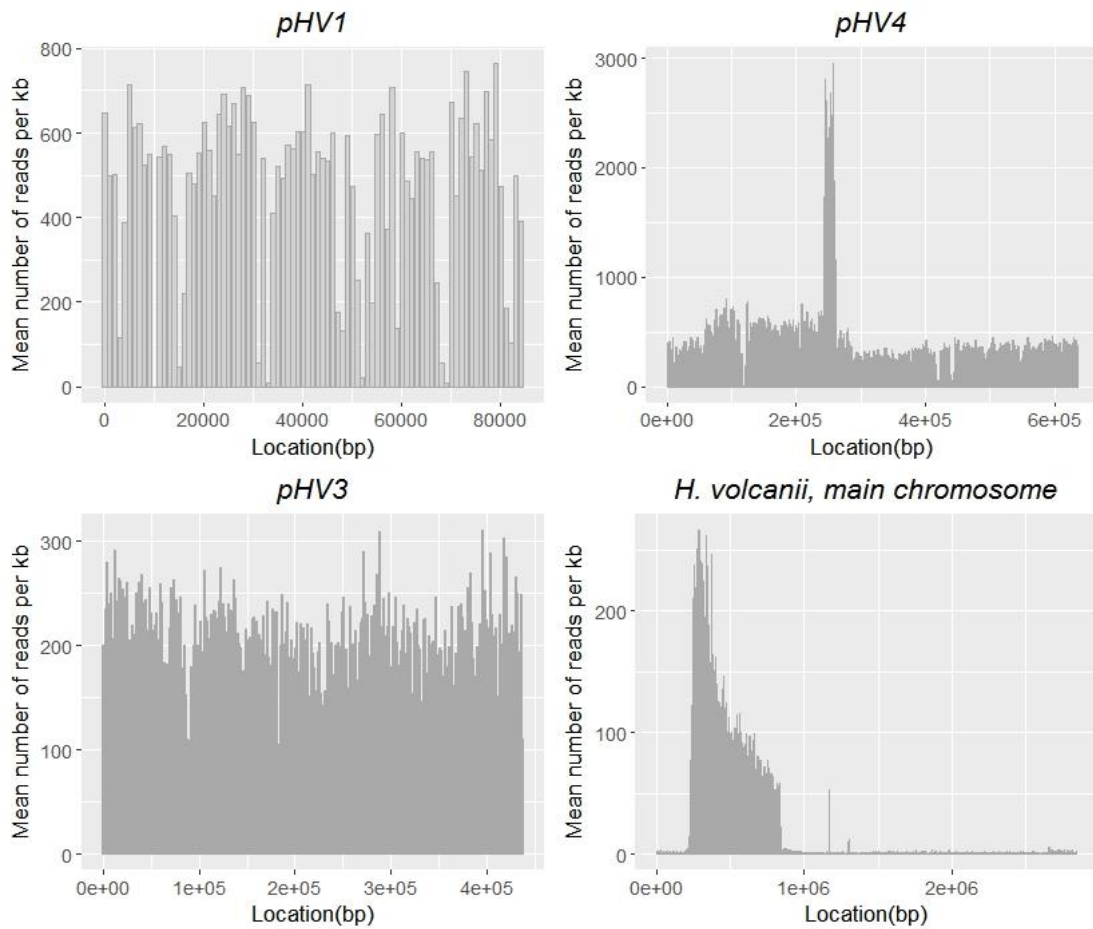 pHV1
Mean number of reads per kb
800
600
400
200
0
0 20000 40000 60000 80000
Location(bp)
pHV4
Mean number of reads per kb
3000
2000
1000
0
0e+00 2e+05 4e+05 6e+05
Location(bp)
pHV3
Mean number of reads per kb
300
200
100
0
0e+00 1e+05 2e+05 3e+05 4e+05
Location(bp)
H. volcanii, main chromosome
Mean number of reads per kb
200
100
0
0e+00 1e+06 2e+06
Location(bp)